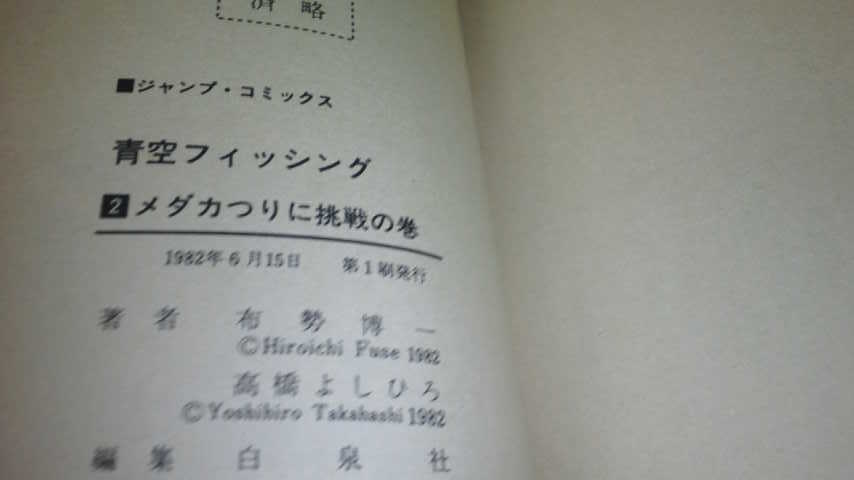 省略
■ジャンプ・コミックス
青空フィッシング
2 メダカつりに挑戦の巻
1982年6月15日 第1刷発行
著者 布勢博一
©Hiroichi Fuse 1982
高橋よしひろ
©Yoshihiro Takahashi 1982
編集 白泉社